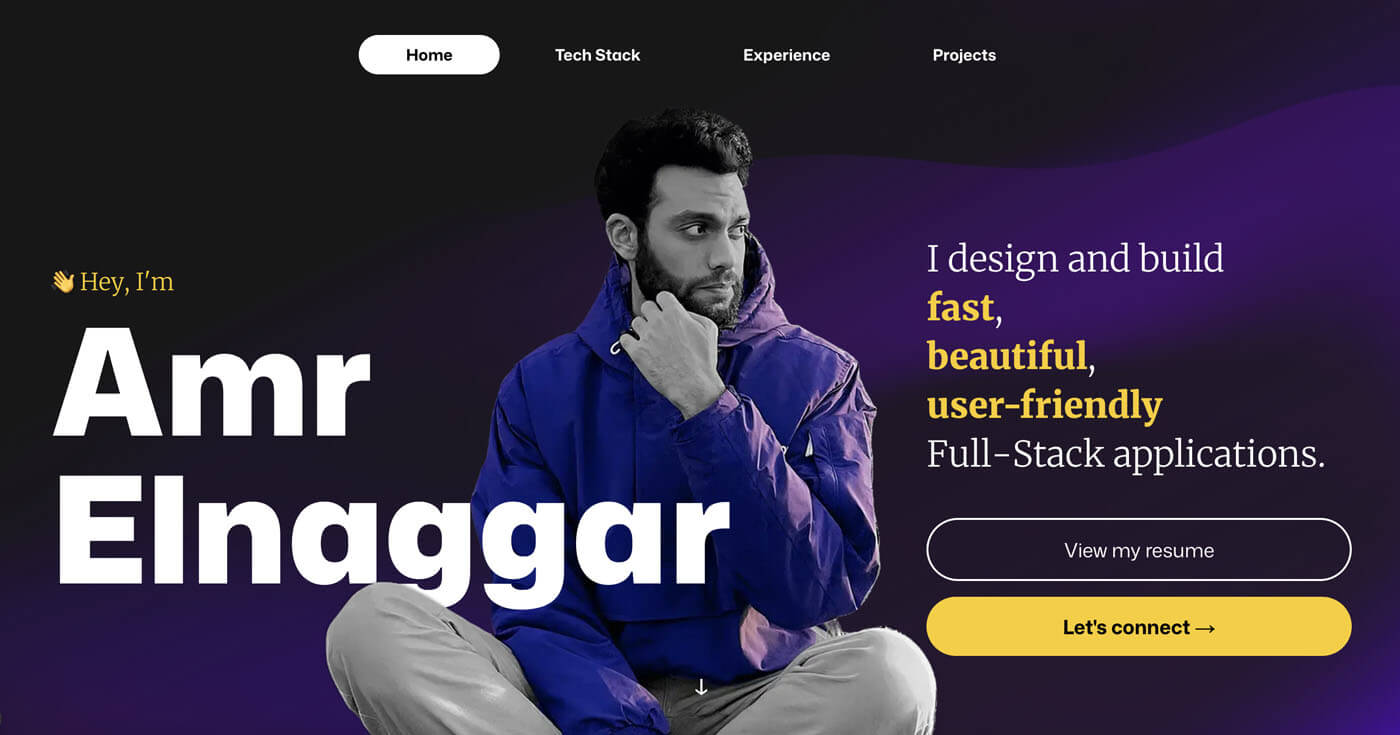 Home
Tech Stack
Experience
Projects
👋 Hey, I'm
Amr
Elnaggar
I design and build
fast,
beautiful,
user-friendly
Full-Stack applications.
View my resume
Let's connect →
↓